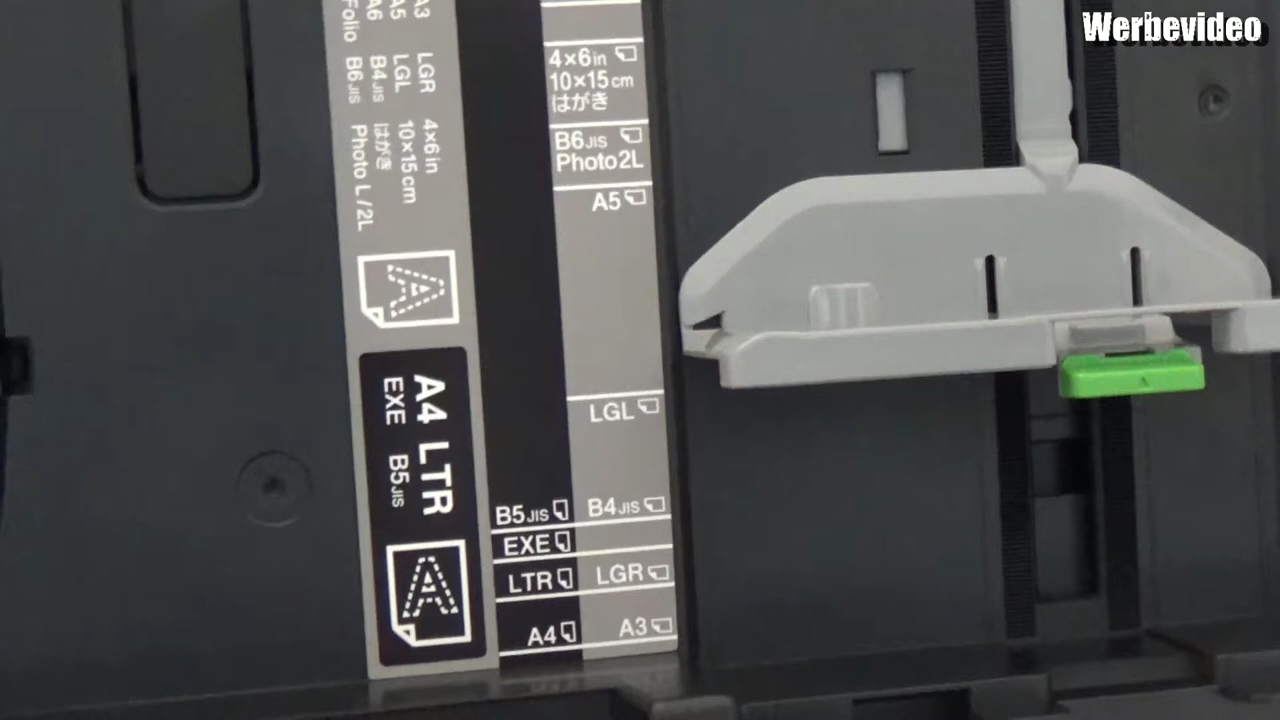 Werbevideo
A3 LGR 4×6in
A5 LGL 10×15cm
A6 B4JIS はがき
Folio B6JIS Photo L/2L
A
A4 LTR
EXE B5JIS
A
4×6in
10×15cm
はがき
B6JIS
Photo2L
A5
LGL
B5JIS B4JIS
EXE
LTR LGR
A4 A3